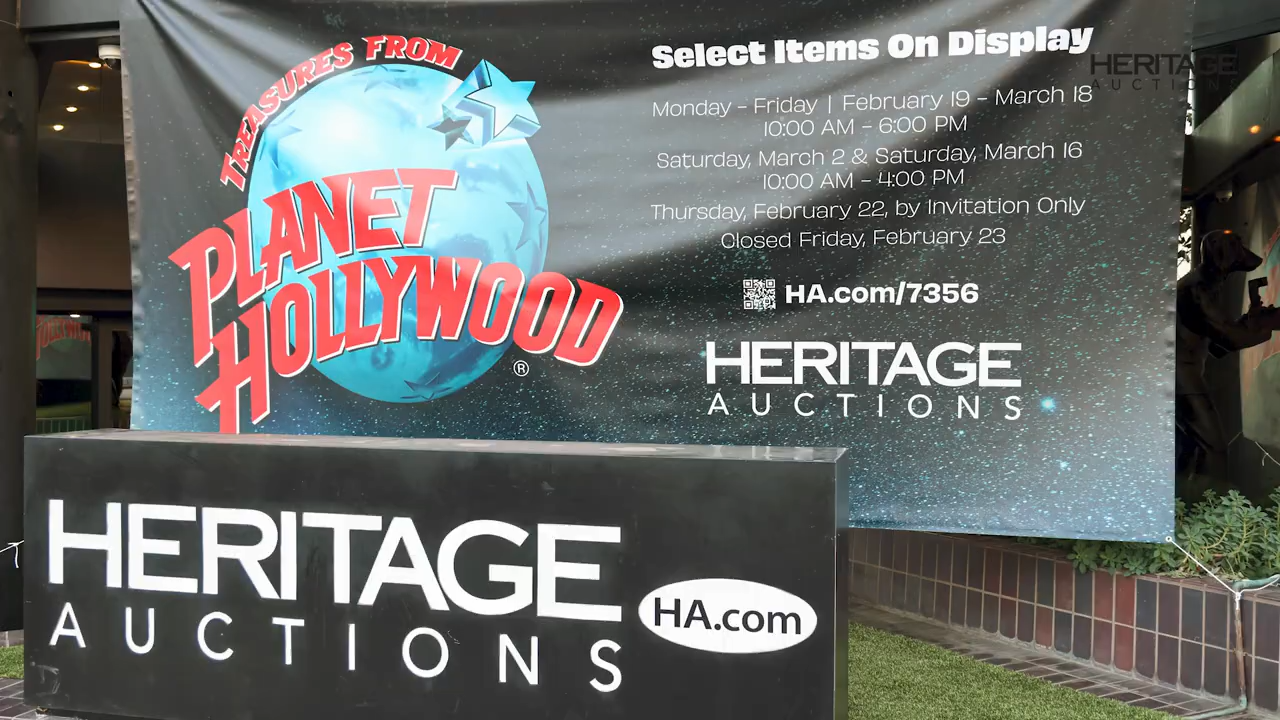 TREASURES FROM
PLANET
HOLLYWOOD
®
Select Items On Display
Monday - Friday | February 19 - March 18
10:00 AM - 6:00 PM
Saturday, March 2 & Saturday, March 16
10:00 AM - 4:00 PM
Thursday, February 22, by Invitation Only
Closed Friday, February 23
HA.com/7356
HERITAGE
AUCTIONS
HERITAGE
AUCTIONS
HERITAGE
AUCTIONS
HA.com